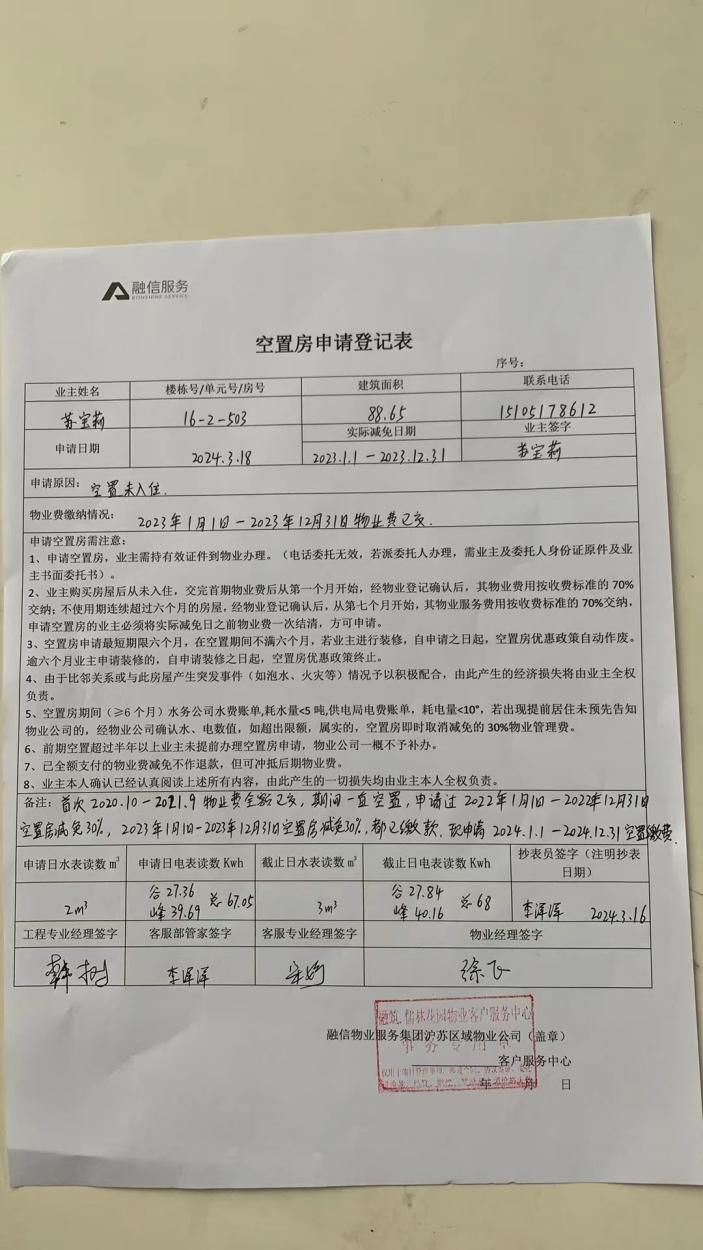 融信服务
RONSHINE SERVICE
空置房申请登记表
序号：
业主姓名 楼栋号/单元号/房号 建筑面积 联系电话
苏宝莉 16-2-503 88.65 15105178612
申请日期 2024.3.18 实际减免日期 业主签字
2023.1.1－2023.12.31 苏宝莉
申请原因：空置未入住.
物业费缴纳情况： 2023年1月1日－2023年12月31日物业费已交.
申请空置房需注意：
1、申请空置房，业主需持有效证件到物业办理。（电话委托无效，若派委托人办理，需业主及委托人身份证原件及业
主书面委托书）。
2、业主购买房屋后从未入住，交完首期物业费后从第一个月开始，经物业登记确认后，其物业费用按收费标准的 70%
交纳；不使用期连续超过六个月的房屋，经物业登记确认后，从第七个月开始，其物业服务费用按收费标准的 70%交纳，
申请空置房的业主必须将实际减免日之前物业费一次结清，方可申请。
3、空置房申请最短期限六个月，在空置期间不满六个月，若业主进行装修，自申请之日起，空置房优惠政策自动作废。
逾六个月业主申请装修的，自申请装修之日起，空置房优惠政策终止。
4、由于比邻关系或与此房屋产生突发事件（如泡水、火灾等）情况予以积极配合，由此产生的经济损失将由业主全权
负责。
5、空置房期间（≥6 个月）水务公司水费账单,耗水量<5 吨,供电局电费账单，耗电量<10°，若出现提前居住未预先告知
物业公司的，经物业公司确认水、电数值，如超出限额，属实的，空置房即时取消减免的 30%物业管理费。
6、前期空置超过半年以上业主未提前办理空置房申请，物业公司一概不予补办。
7、已全额支付的物业费减免不作退款，但可冲抵后期物业费。
8、业主本人确认已经认真阅读上述所有内容，由此产生的一切损失均由业主本人全权负责。
备注：首次2020.10－2021.9物业费全额已交，期间一直空置，申请过2022年1月1日－2022年12月31日
空置房减免30%，2023年1月1日－2023年12月31日空置房减免30%，都已缴款.现申请2024.1.1－2024.12.31空置缴费.
申请日水表读数 m³ 申请日电表读数 Kwh 截止日水表读数 m³ 截止日电表读数 Kwh 抄表员签字（注明抄表
日期）
2m³ 谷27.36 总67.05 3m³ 谷27.84 总68 李泽泽 2024.3.16
峰39.69 峰40.16
工程专业经理签字 客服部管家签字 客服专业经理签字 物业经理签字
李泽泽 徐飞
融筑.儒林花园物业客户服务中心
融信物业服务集团沪苏区域物业公司（盖章）
客户服务中心
年 月 日